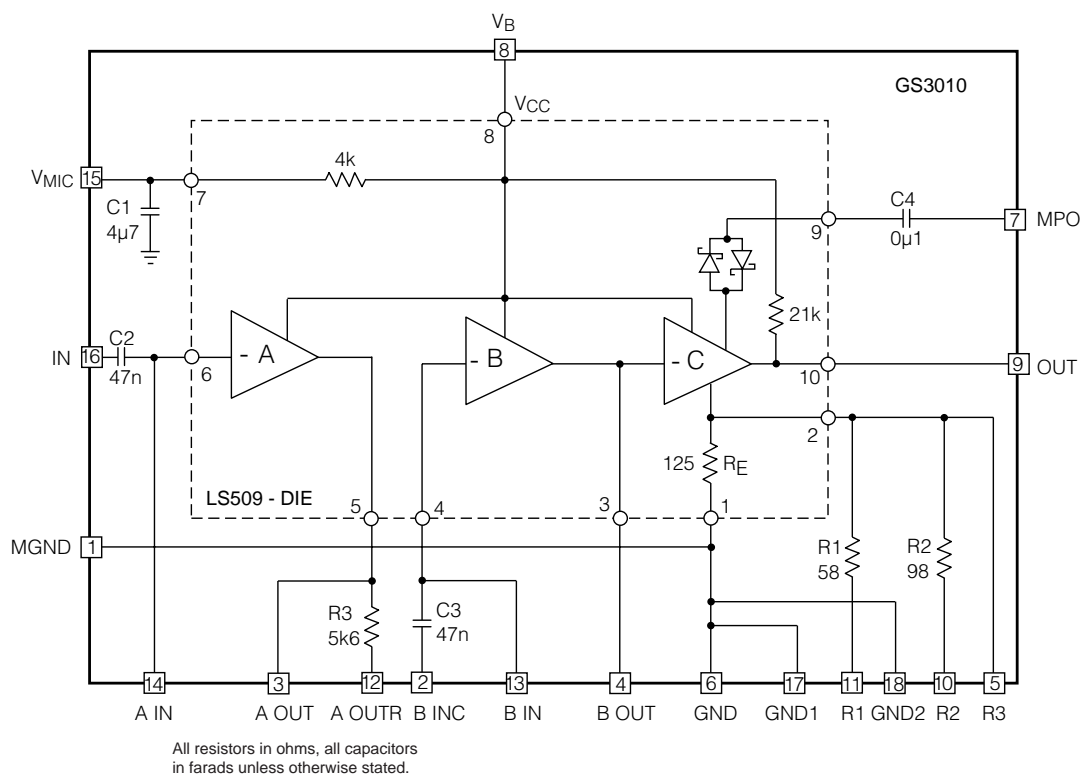 VB
8
GS3010
VCC
8
4k
VMIC
15
7
C1
4µ7
C4
0µ1
9
7
MPO
21k
C2
47n
IN
16
6
- A
- B
- C
10
9
OUT
2
125
RE
LS509 - DIE
5
4
3
1
MGND
1
R1
58
R2
98
R3
5k6
C3
47n
14
3
12
2
13
4
6
17
11
18
10
5
A IN
A OUT
A OUTR
B INC
B IN
B OUT
GND
GND1
R1
GND2
R2
R3
All resistors in ohms, all capacitors
in farads unless otherwise stated.